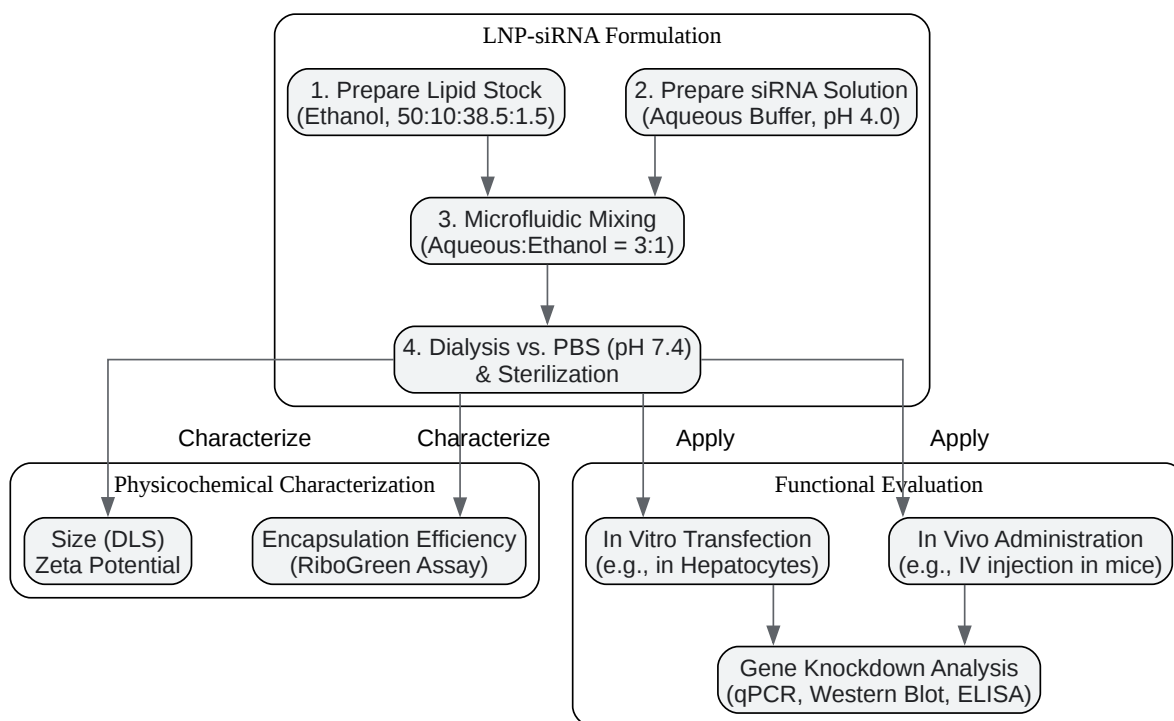 LNP-siRNA Formulation
1. Prepare Lipid Stock
(Ethanol, 50:10:38.5:1.5)
2. Prepare siRNA Solution
(Aqueous Buffer, pH 4.0)
3. Microfluidic Mixing
(Aqueous:Ethanol = 3:1)
4. Dialysis vs. PBS (pH 7.4)
& Sterilization
Characterize
Characterize
Apply
Apply
Physicochemical Characterization
Size (DLS)
Zeta Potential
Encapsulation Efficiency
(RiboGreen Assay)
Functional Evaluation
In Vitro Transfection
(e.g., in Hepatocytes)
In Vivo Administration
(e.g., IV injection in mice)
Gene Knockdown Analysis
(qPCR, Western Blot, ELISA)